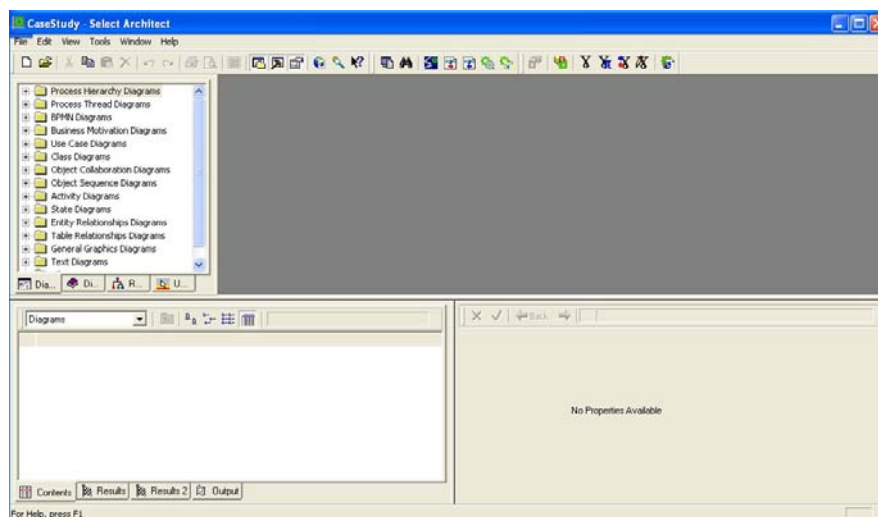 CaseStudy - Select Architect
File Edit View Tools Window Help
Process Hierarchy Diagrams
Process Thread Diagrams
BPMN Diagrams
Business Motivation Diagrams
Use Case Diagrams
Class Diagrams
Object Collaboration Diagrams
Object Sequence Diagrams
Activity Diagrams
State Diagrams
Entity Relationships Diagrams
Table Relationships Diagrams
General Graphics Diagrams
Text Diagrams
Dia... Di... R... U...
Diagrams
Back
No Properties Available
Contents Results Results 2 Output
For Help, press F1